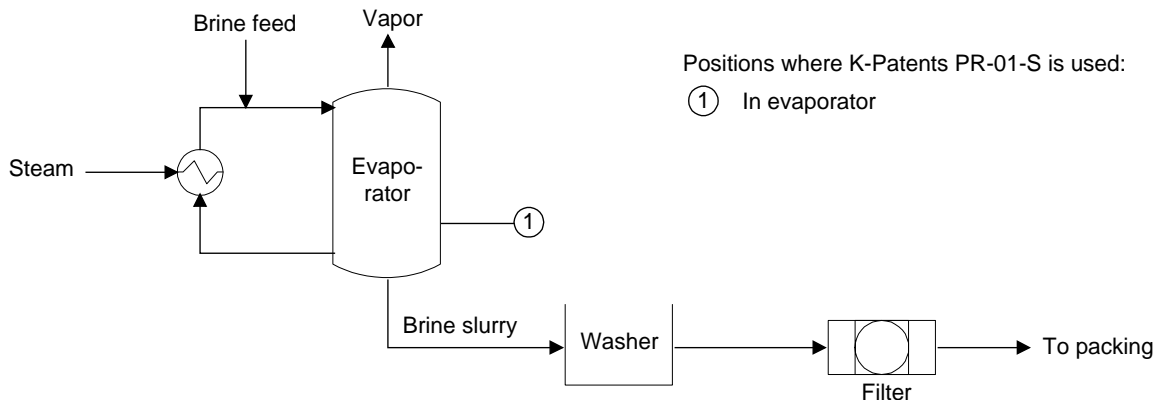 Brine feed
Vapor
Positions where K-Patents PR-01-S is used:
1 In evaporator
Steam
Evapo-
rator
1
Brine slurry
Washer
To packing
Filter